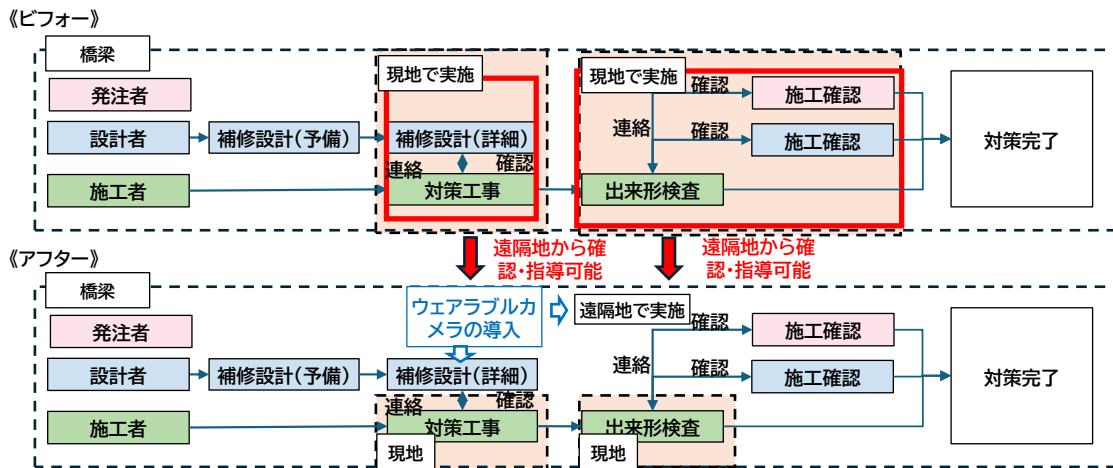 《ビフォー》
橋梁
発注者
設計者
補修設計(予備)
施工者
現地で実施
補修設計(詳細)
連絡
確認
対策工事
現地で実施
確認
施工確認
連絡
確認
施工確認
出来形検査
対策完了
遠隔地から確
認・指導可能
遠隔地から確
認・指導可能
《アフター》
橋梁
発注者
設計者
補修設計(予備)
施工者
ウェアラブルカ
メラの導入
遠隔地で実施
補修設計(詳細)
連絡
確認
対策工事
現地
確認
施工確認
連絡
確認
施工確認
出来形検査
現地
対策完了